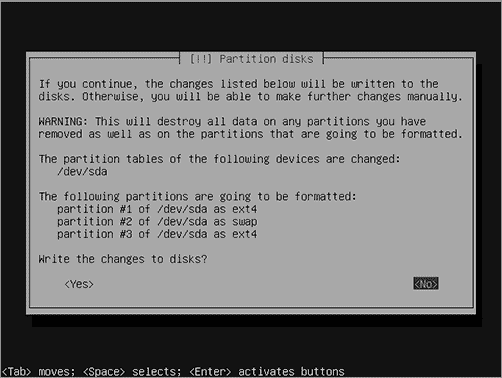 [!!] Partition disks
If you continue, the changes listed below will be written to the
disks. Otherwise, you will be able to make further changes manually.
WARNING: This will destroy all data on any partitions you have
removed as well as on the partitions that are going to be formatted.
The partition tables of the following devices are changed:
/dev/sda
The following partitions are going to be formatted:
partition #1 of /dev/sda as ext4
partition #2 of /dev/sda as swap
partition #3 of /dev/sda as ext4
Write the changes to disks?
<Yes> <No>
<Tab> moves; <Space> selects; <Enter> activates buttons